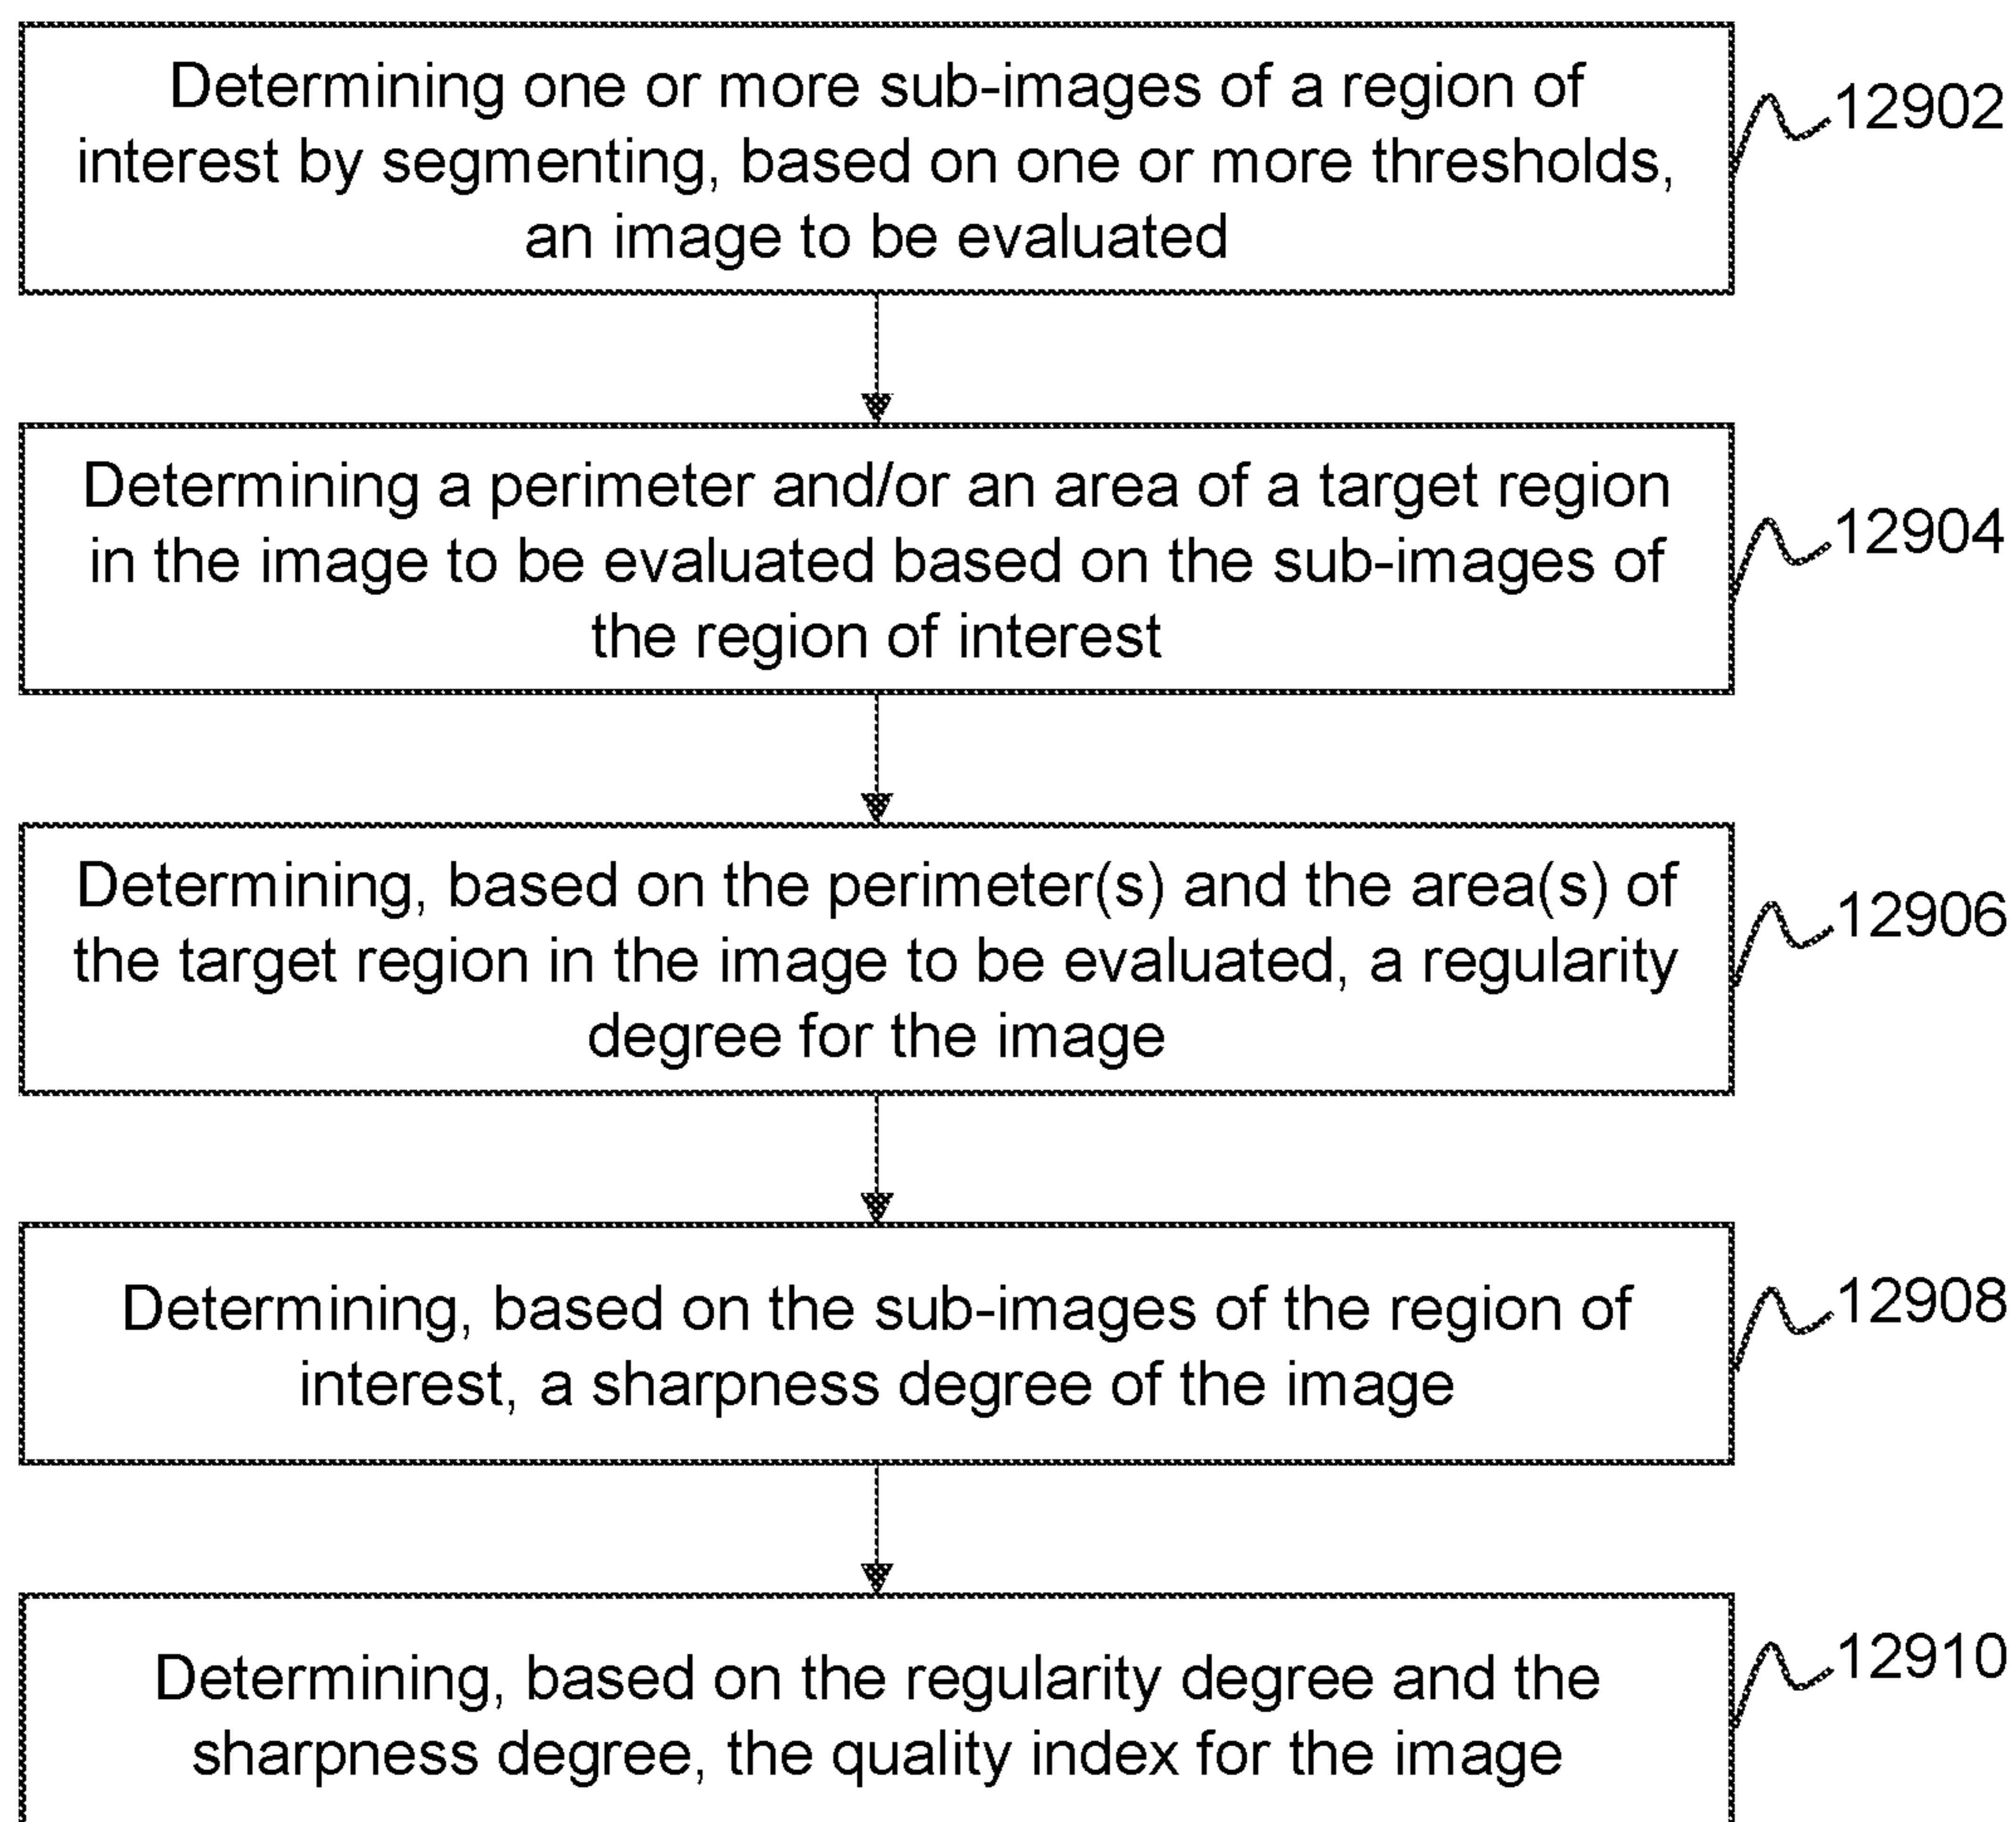 Determining one or more sub-images of a region of
interest by segmenting, based on one or more thresholds,
an image to be evaluated
12902
Determining a perimeter and/or an area of a target region
in the image to be evaluated based on the sub-images of
the region of interest
12904
Determining, based on the perimeter(s) and the area(s) of
the target region in the image to be evaluated, a regularity
degree for the image
12906
Determining, based on the sub-images of the region of
interest, a sharpness degree of the image
12908
Determining, based on the regularity degree and the
sharpness degree, the quality index for the image
12910